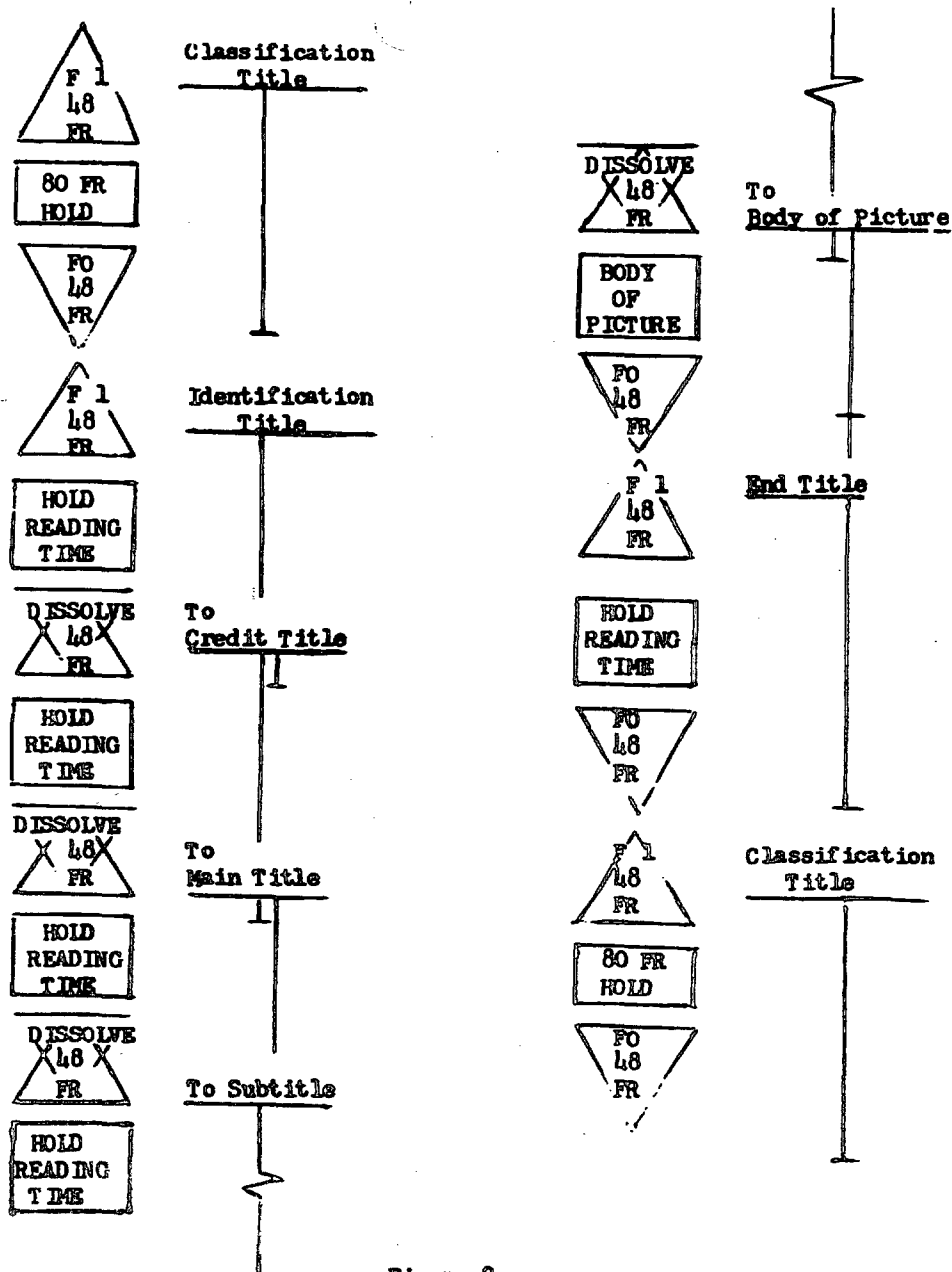 Classification
Title
F 1
48
FR
80 FR
HOLD
FO
48
FR
Identification
Title
F 1
48
FR
HOLD
READING
TIME
DISSOLVE
48
FR
To
Credit Title
HOLD
READING
TIME
DISSOLVE
48
FR
To
Main Title
HOLD
READING
TIME
DISSOLVE
48
FR
To Subtitle
HOLD
READING
TIME
DISSOLVE
48
FR
To
Body of Picture
BODY
OF
PICTURE
FO
48
FR
F 1
48
FR
End Title
HOLD
READING
TIME
FO
48
FR
F 1
48
FR
Classification
Title
80 FR
HOLD
FO
48
FR